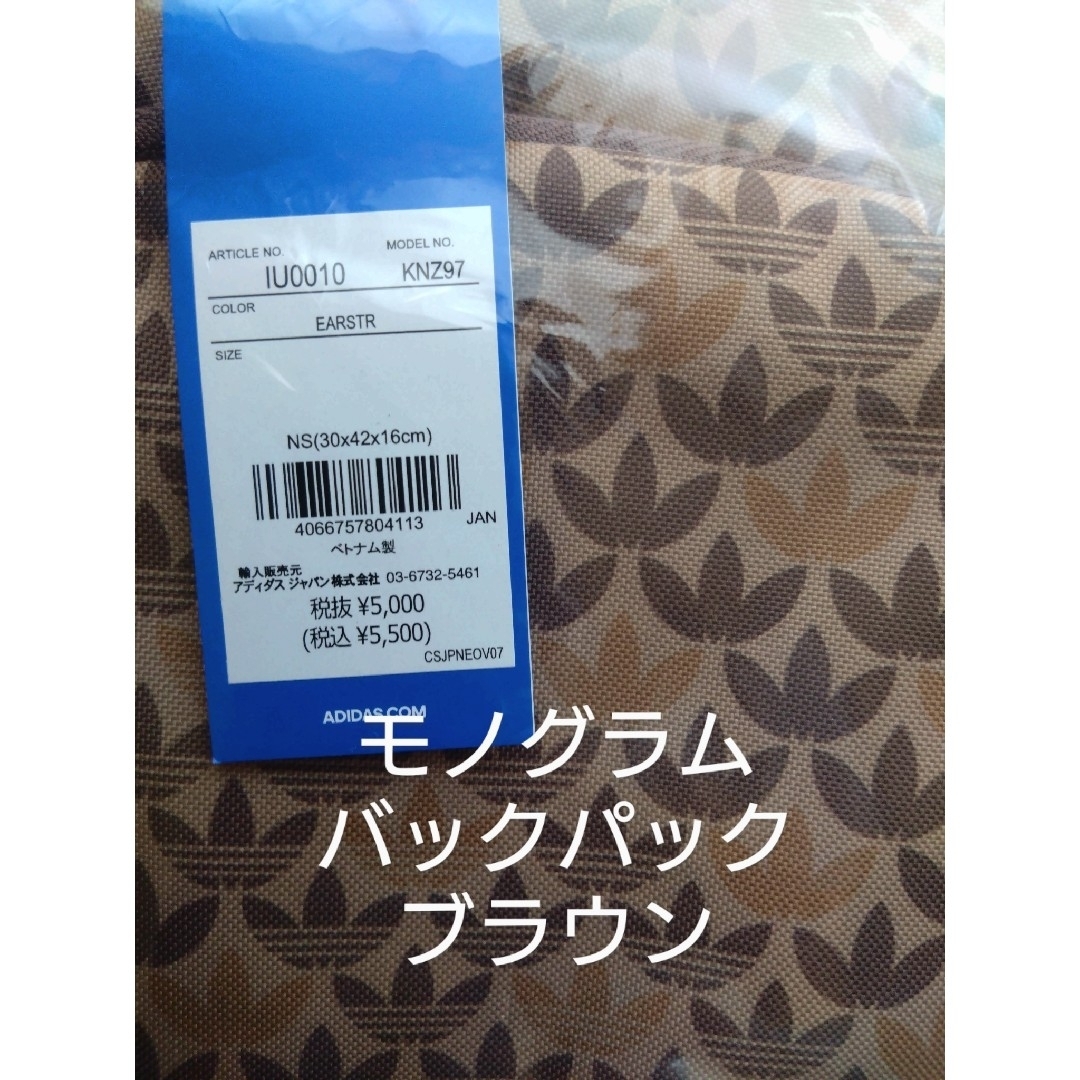 ARTICLE NO. MODEL NO.
IU0010 KNZ97
COLOR
EARSTR
SIZE
NS(30x42x16cm)
4066757804113 JAN
ベトナム製
輸入販売元
アディダス ジャパン株式会社 03-6732-5461
税抜 ¥5,000
(税込 ¥5,500)
CSJPNEOV07
ADIDAS.COM
モノグラム
バックパック
ブラウン